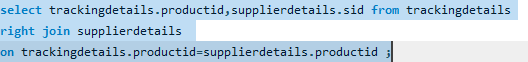 select trackingdetails.productid,supplierdetails.sid from trackingdetails
right join supplierdetails
on trackingdetails.productid=supplierdetails.productid ;